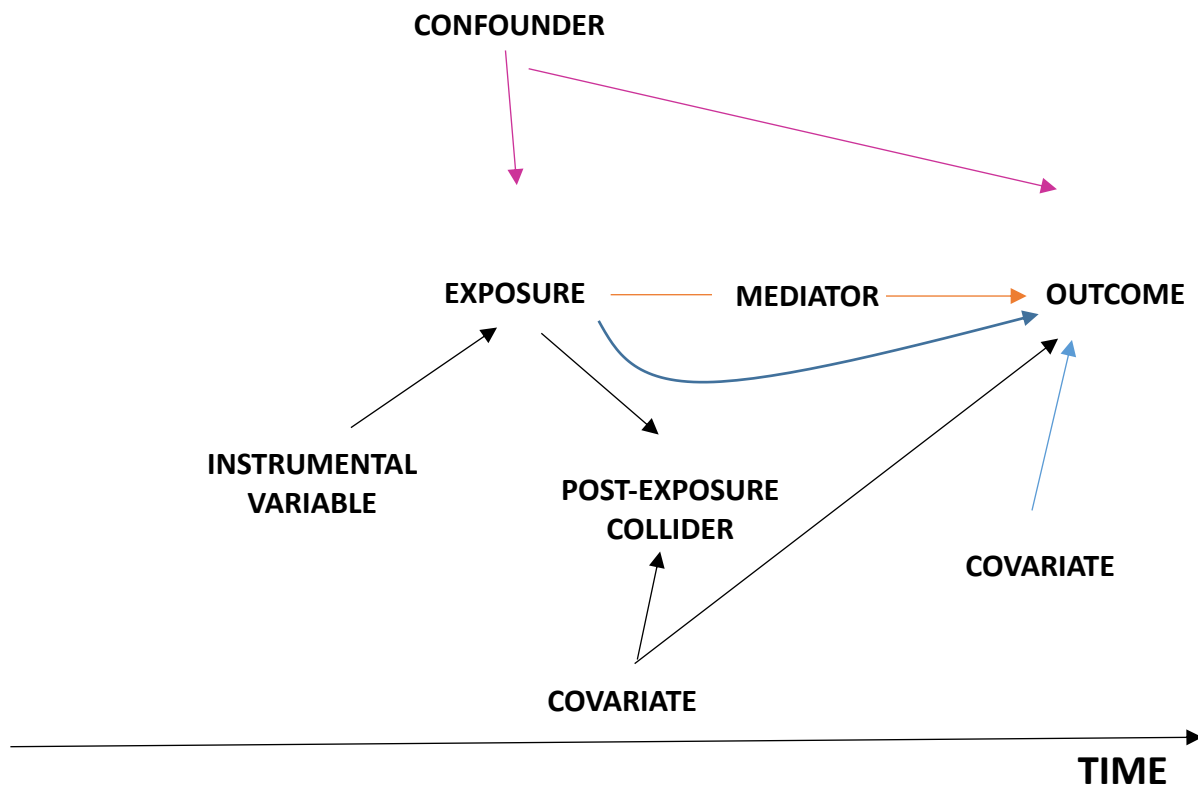 CONFOUNDER
EXPOSURE
MEDIATOR
OUTCOME
INSTRUMENTAL
VARIABLE
POST-EXPOSURE
COLLIDER
COVARIATE
COVARIATE
TIME